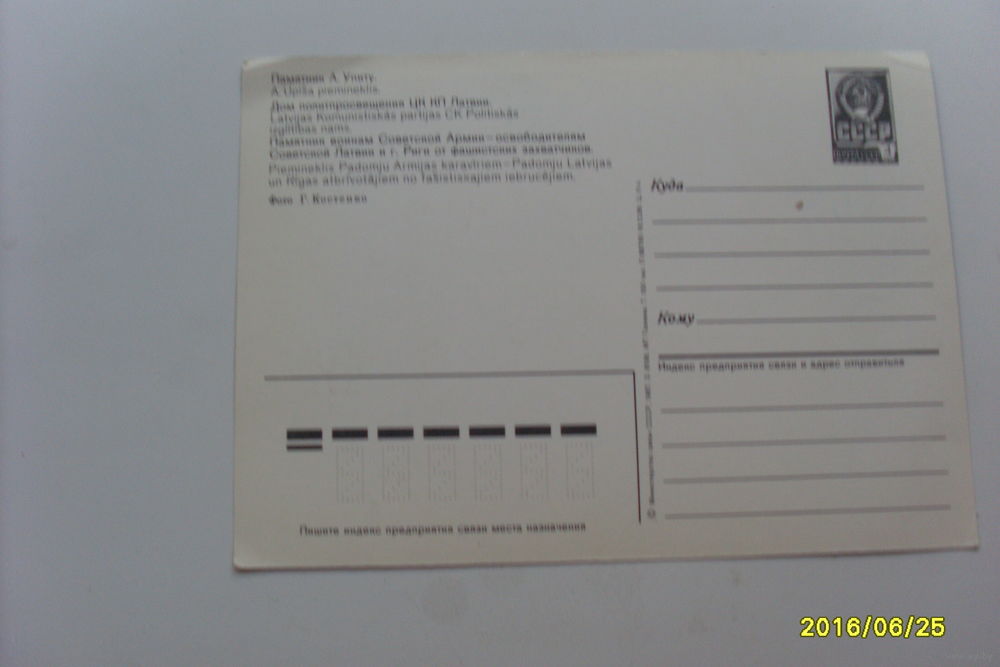 Памятник А. Упиту.
A. Upīša piemineklis.
Дом политпросвещения ЦК КП Латвии.
Latvijas Komunistiskās partijas CK Politiskās
izglītības nams.
Памятник воинам Советской Армии — освободителям
Советской Латвии и г. Риги от фашистских захватчиков.
Piemineklis Padomju Armijas karavīriem — Padomju Latvijas
un Rīgas atbrīvotājiem no fašistiskajiem iebrucējiem.
Фото Г. Костенко
СССР
Куда
Кому
Индекс предприятия связи и адрес отправителя
Пишите индекс предприятия связи места назначения
2016/06/25